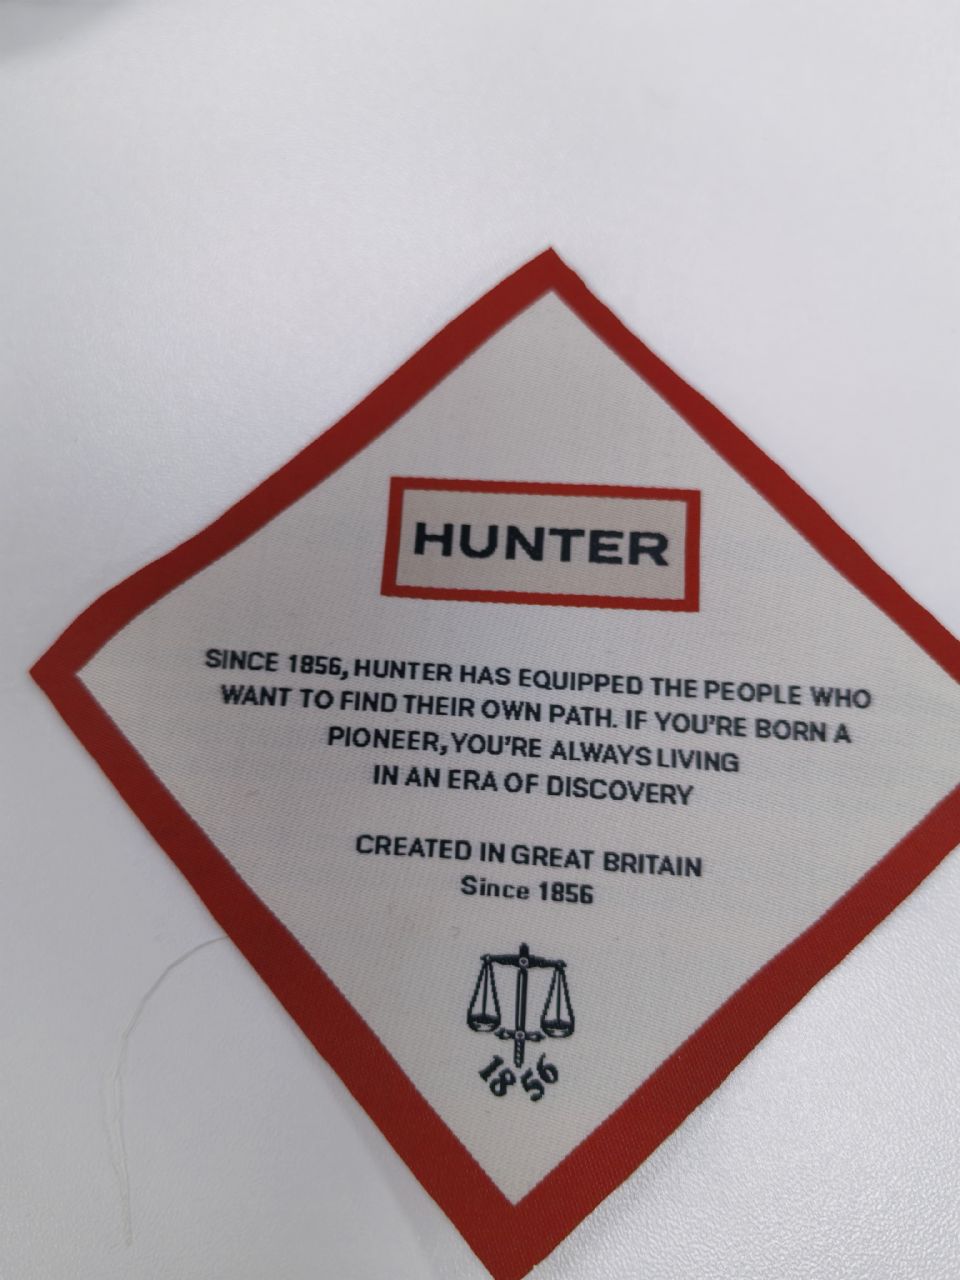 HUNTER
SINCE 1856, HUNTER HAS EQUIPPED THE PEOPLE WHO
WANT TO FIND THEIR OWN PATH. IF YOU'RE BORN A
PIONEER, YOU'RE ALWAYS LIVING
IN AN ERA OF DISCOVERY
CREATED IN GREAT BRITAIN
Since 1856
1856